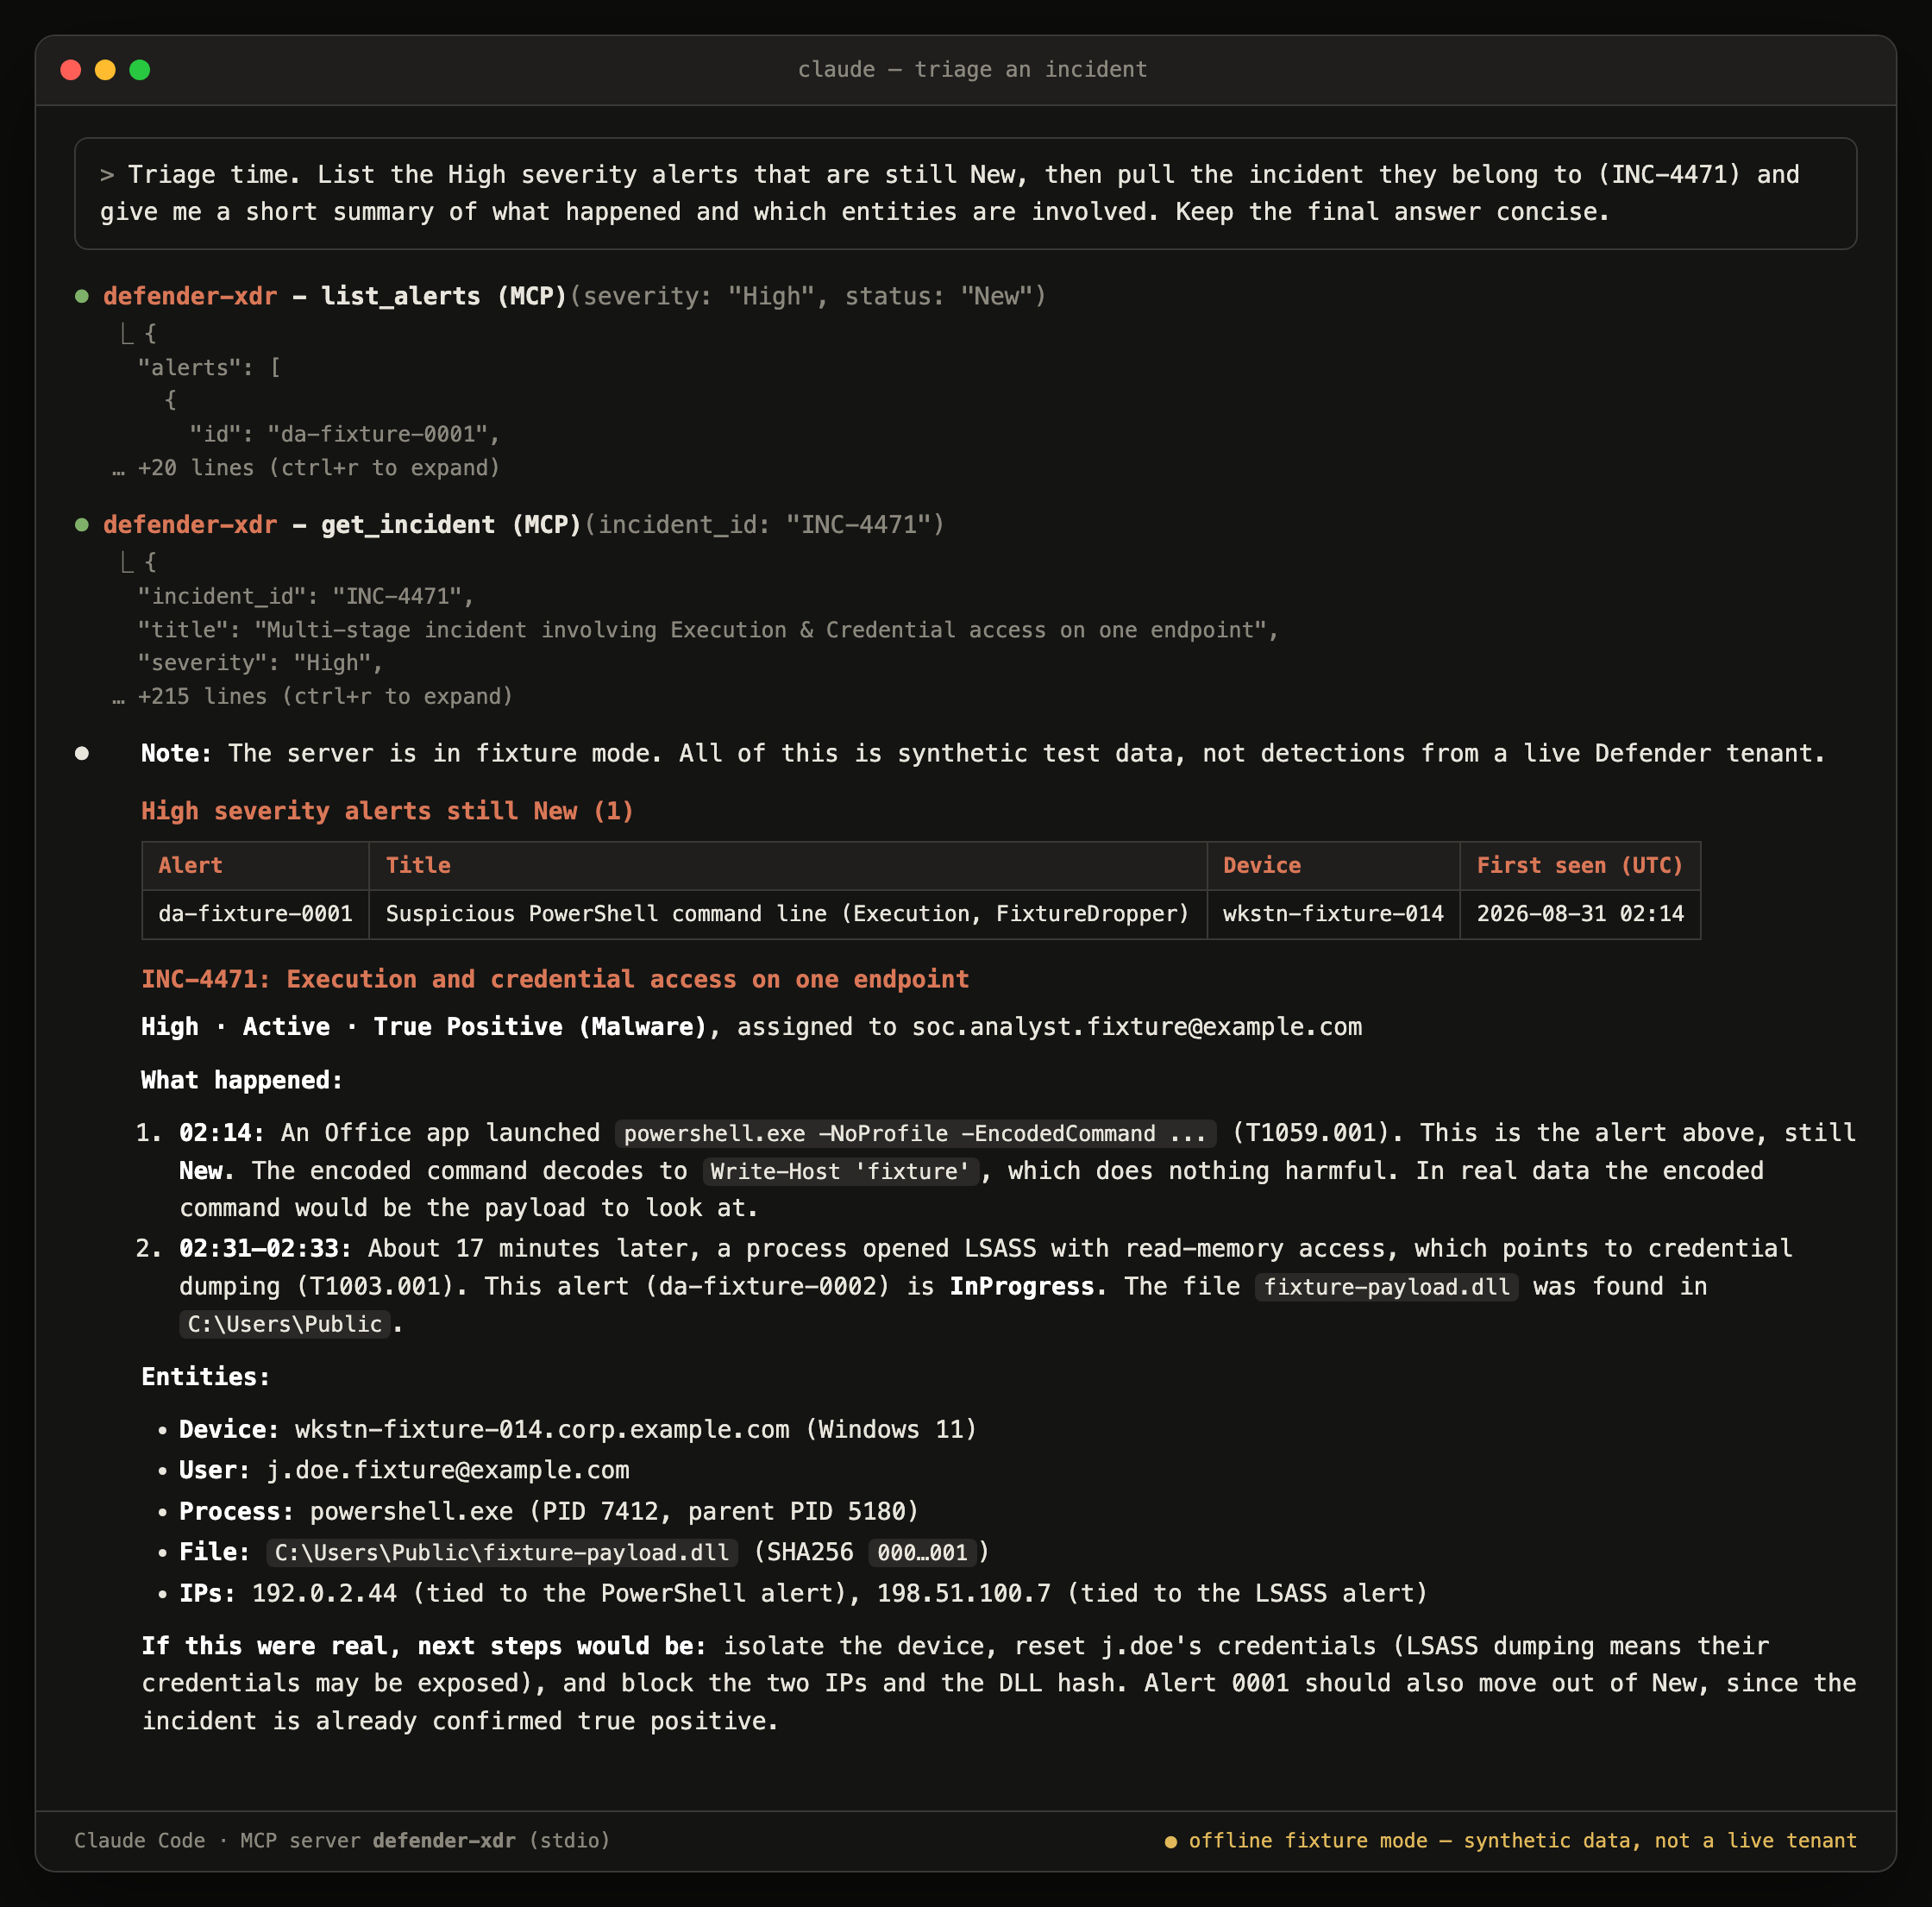 claude — triage an incident
> Triage time. List the High severity alerts that are still New, then pull the incident they belong to (INC-4471) and
give me a short summary of what happened and which entities are involved. Keep the final answer concise.
● defender-xdr - list_alerts (MCP)(severity: "High", status: "New")
⎿ {
"alerts": [
{
"id": "da-fixture-0001",
… +20 lines (ctrl+r to expand)
● defender-xdr - get_incident (MCP)(incident_id: "INC-4471")
⎿ {
"incident_id": "INC-4471",
"title": "Multi-stage incident involving Execution & Credential access on one endpoint",
"severity": "High",
… +215 lines (ctrl+r to expand)
● Note: The server is in fixture mode. All of this is synthetic test data, not detections from a live Defender tenant.
High severity alerts still New (1)
Alert Title Device First seen (UTC)
da-fixture-0001 Suspicious PowerShell command line (Execution, FixtureDropper) wkstn-fixture-014 2026-08-31 02:14
INC-4471: Execution and credential access on one endpoint
High · Active · True Positive (Malware), assigned to soc.analyst.fixture@example.com
What happened:
1. 02:14: An Office app launched powershell.exe -NoProfile -EncodedCommand ... (T1059.001). This is the alert above, still
New. The encoded command decodes to Write-Host 'fixture', which does nothing harmful. In real data the encoded
command would be the payload to look at.
2. 02:31–02:33: About 17 minutes later, a process opened LSASS with read-memory access, which points to credential
dumping (T1003.001). This alert (da-fixture-0002) is InProgress. The file fixture-payload.dll was found in
C:\Users\Public.
Entities:
• Device: wkstn-fixture-014.corp.example.com (Windows 11)
• User: j.doe.fixture@example.com
• Process: powershell.exe (PID 7412, parent PID 5180)
• File: C:\Users\Public\fixture-payload.dll (SHA256 000…001)
• IPs: 192.0.2.44 (tied to the PowerShell alert), 198.51.100.7 (tied to the LSASS alert)
If this were real, next steps would be: isolate the device, reset j.doe's credentials (LSASS dumping means their
credentials may be exposed), and block the two IPs and the DLL hash. Alert 0001 should also move out of New, since the
incident is already confirmed true positive.
Claude Code · MCP server defender-xdr (stdio)
● offline fixture mode — synthetic data, not a live tenant